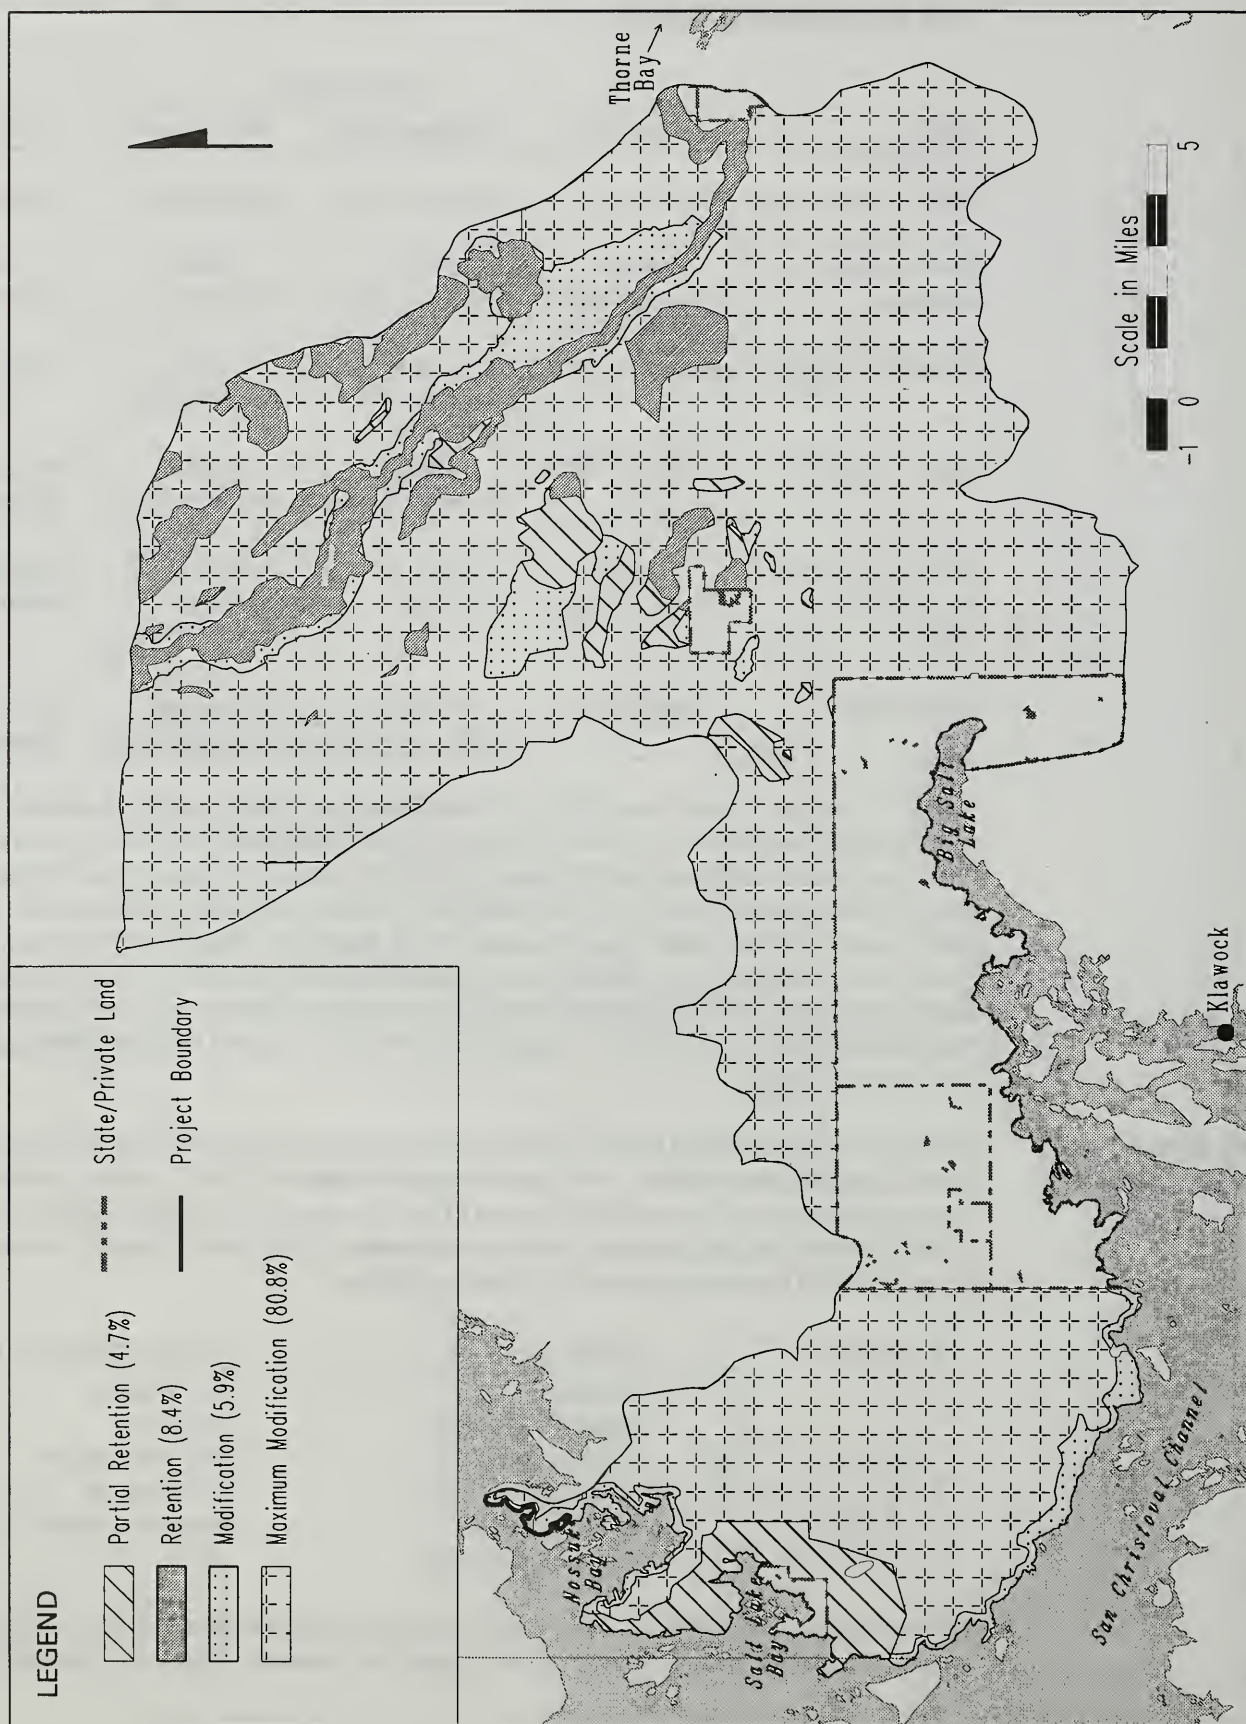 LEGEND
Partial Retention (4.7%)
Retention (8.4%)
Modification (5.9%)
Maximum Modification (80.8%)
State/Private Land
Project Boundary
Thorne
Bay
Nossuk
Bay
Salt Lake
Bay
Big Salt
Lake
San Christoval Channel
Klawock
Scale in Miles
-1 0 5